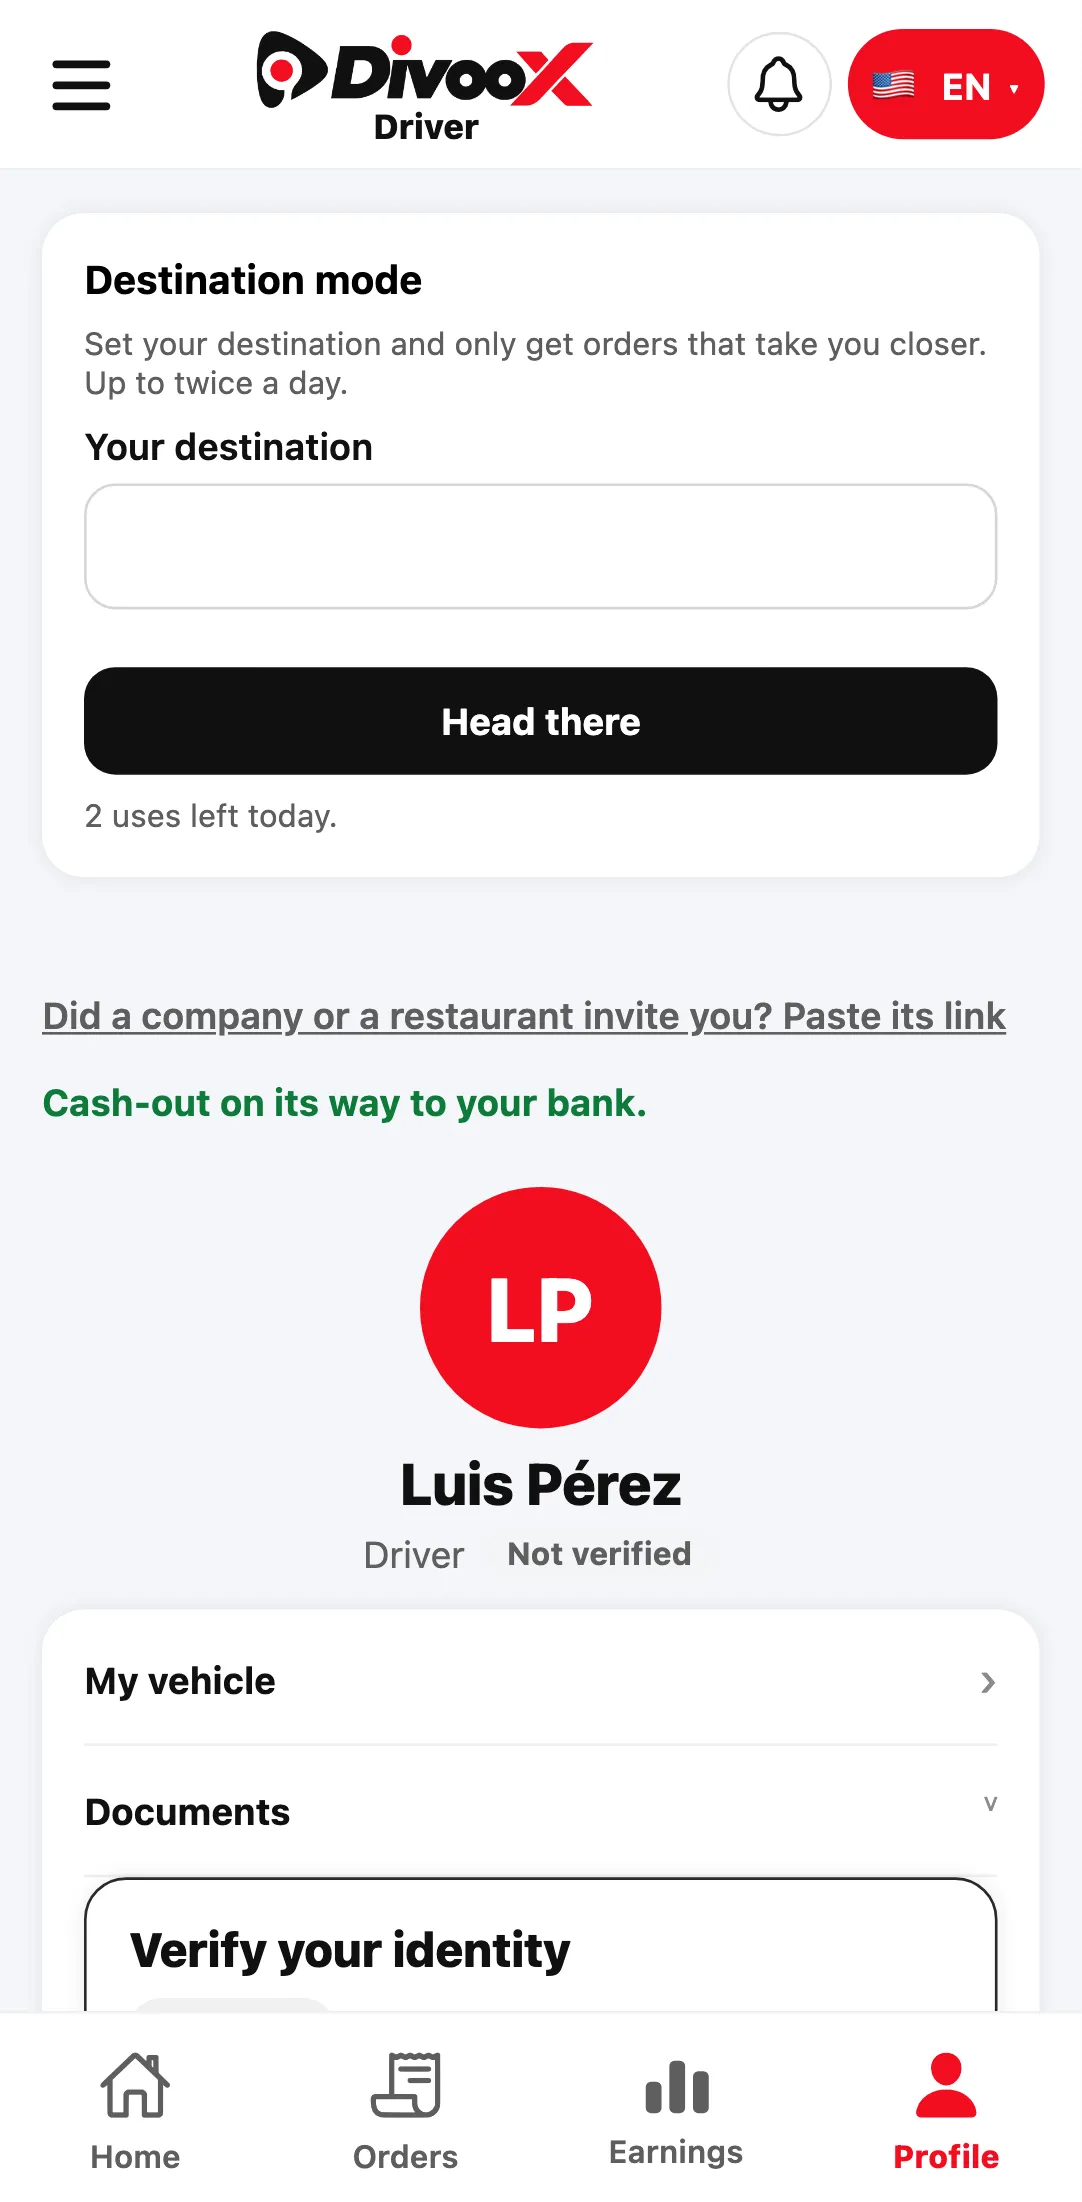 DivooX
Driver
EN
Destination mode
Set your destination and only get orders that take you closer.
Up to twice a day.
Your destination
Head there
2 uses left today.
Did a company or a restaurant invite you? Paste its link
Cash-out on its way to your bank.
LP
Luis Pérez
Driver Not verified
My vehicle
Documents
Verify your identity
Home Orders Earnings Profile